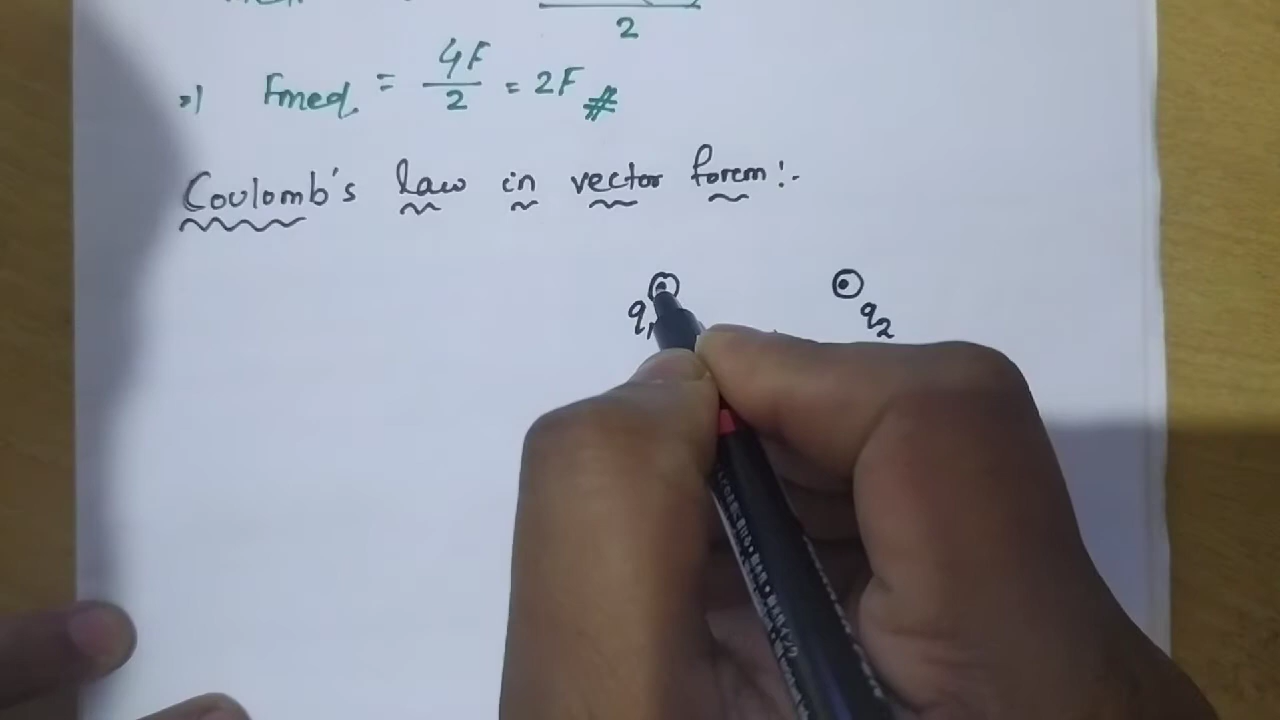 2
=) Fmed = 4F/2 = 2F #
Coulomb's law in vector form:-
q1 q2